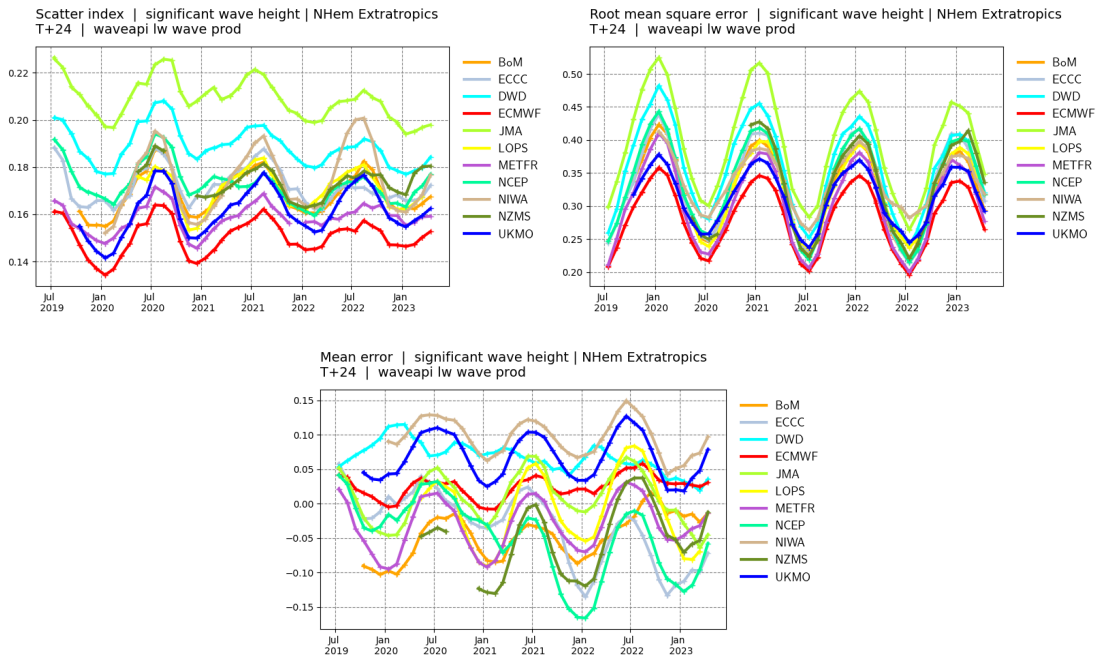 Scatter index | significant wave height | NHem Extratropics
T+24 | waveapi lw wave prod
0.22
0.20
0.18
0.16
0.14
Jul
2019
Jan
2020
Jul
2020
Jan
2021
Jul
2021
Jan
2022
Jul
2022
Jan
2023
BoM
ECCC
DWD
ECMWF
JMA
LOPS
METFR
NCEP
NIWA
NZMS
UKMO
Root mean square error | significant wave height | NHem Extratropics
T+24 | waveapi lw wave prod
0.50
0.45
0.40
0.35
0.30
0.25
0.20
Jul
2019
Jan
2020
Jul
2020
Jan
2021
Jul
2021
Jan
2022
Jul
2022
Jan
2023
BoM
ECCC
DWD
ECMWF
JMA
LOPS
METFR
NCEP
NIWA
NZMS
UKMO
Mean error | significant wave height | NHem Extratropics
T+24 | waveapi lw wave prod
0.15
0.10
0.05
0.00
−0.05
−0.10
−0.15
Jul
2019
Jan
2020
Jul
2020
Jan
2021
Jul
2021
Jan
2022
Jul
2022
Jan
2023
BoM
ECCC
DWD
ECMWF
JMA
LOPS
METFR
NCEP
NIWA
NZMS
UKMO